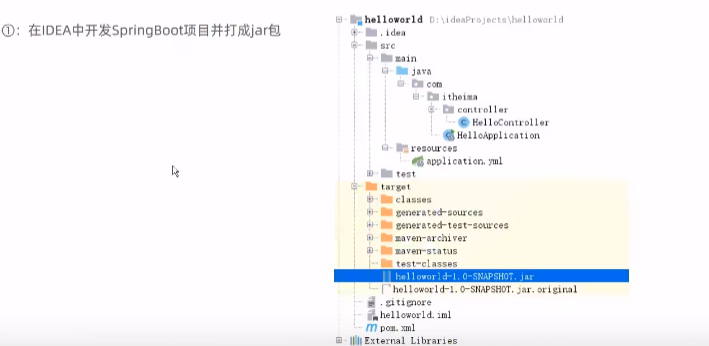 ①：在IDEA中开发SpringBoot项目并打成jar包
helloworld D:\ideaProjects\helloworld
.idea
src
main
java
com
itheima
controller
HelloController
HelloApplication
resources
application.yml
test
target
classes
generated-sources
generated-test-sources
maven-archiver
maven-status
test-classes
helloworld-1.0-SNAPSHOT.jar
helloworld-1.0-SNAPSHOT.jar.original
.gitignore
helloworld.iml
pom.xml
External Libraries